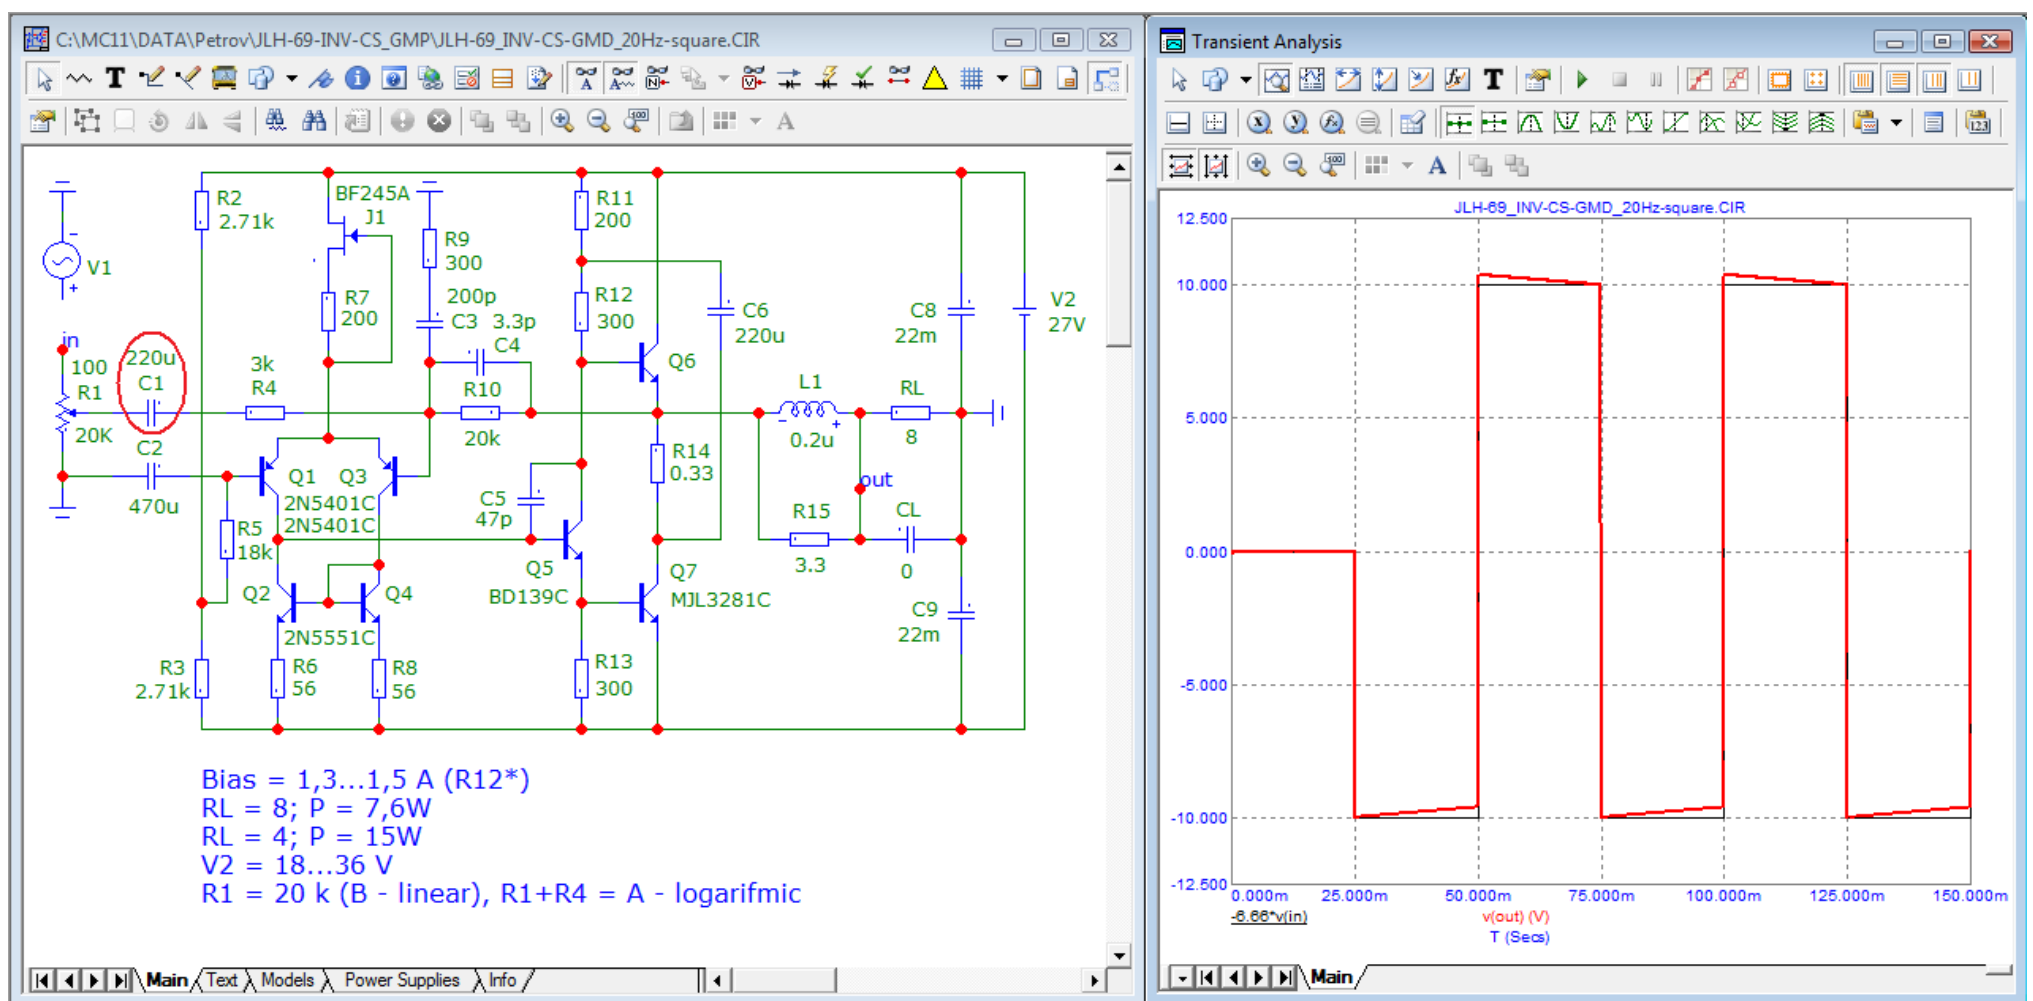 C:\MC11\DATA\Petrov\JLH-69-INV-CS_GMP\JLH-69_INV-CS-GMD_20Hz-square.CIR
Transient Analysis
R2
2.71k
BF245A
J1
R11
200
V1
R9
300
R7
200
200p
C3
3.3p
C4
R12
300
C6
220u
C8
22m
V2
27V
in
100
R1
20K
220u
C1
3k
R4
R10
20k
Q6
L1
0.2u
RL
8
C2
470u
Q1
Q3
2N5401C
2N5401C
R14
0.33
out
C5
47p
R5
18k
R15
3.3
CL
0
Q5
BD139C
Q7
MJL3281C
Q2
Q4
2N5551C
C9
22m
R3
2.71k
R6
56
R8
56
R13
300
Bias = 1,3...1,5 A (R12*)
RL = 8; P = 7,6W
RL = 4; P = 15W
V2 = 18...36 V
R1 = 20 k (B - linear), R1+R4 = A - logarifmic
Main
Text
Models
Power Supplies
Info
JLH-69_INV-CS-GMD_20Hz-square.CIR
12.500
10.000
5.000
0.000
-5.000
-10.000
-12.500
0.000m 25.000m 50.000m 75.000m 100.000m 125.000m 150.000m
-6.66*v(in)
v(out) (V)
T (Secs)
Main